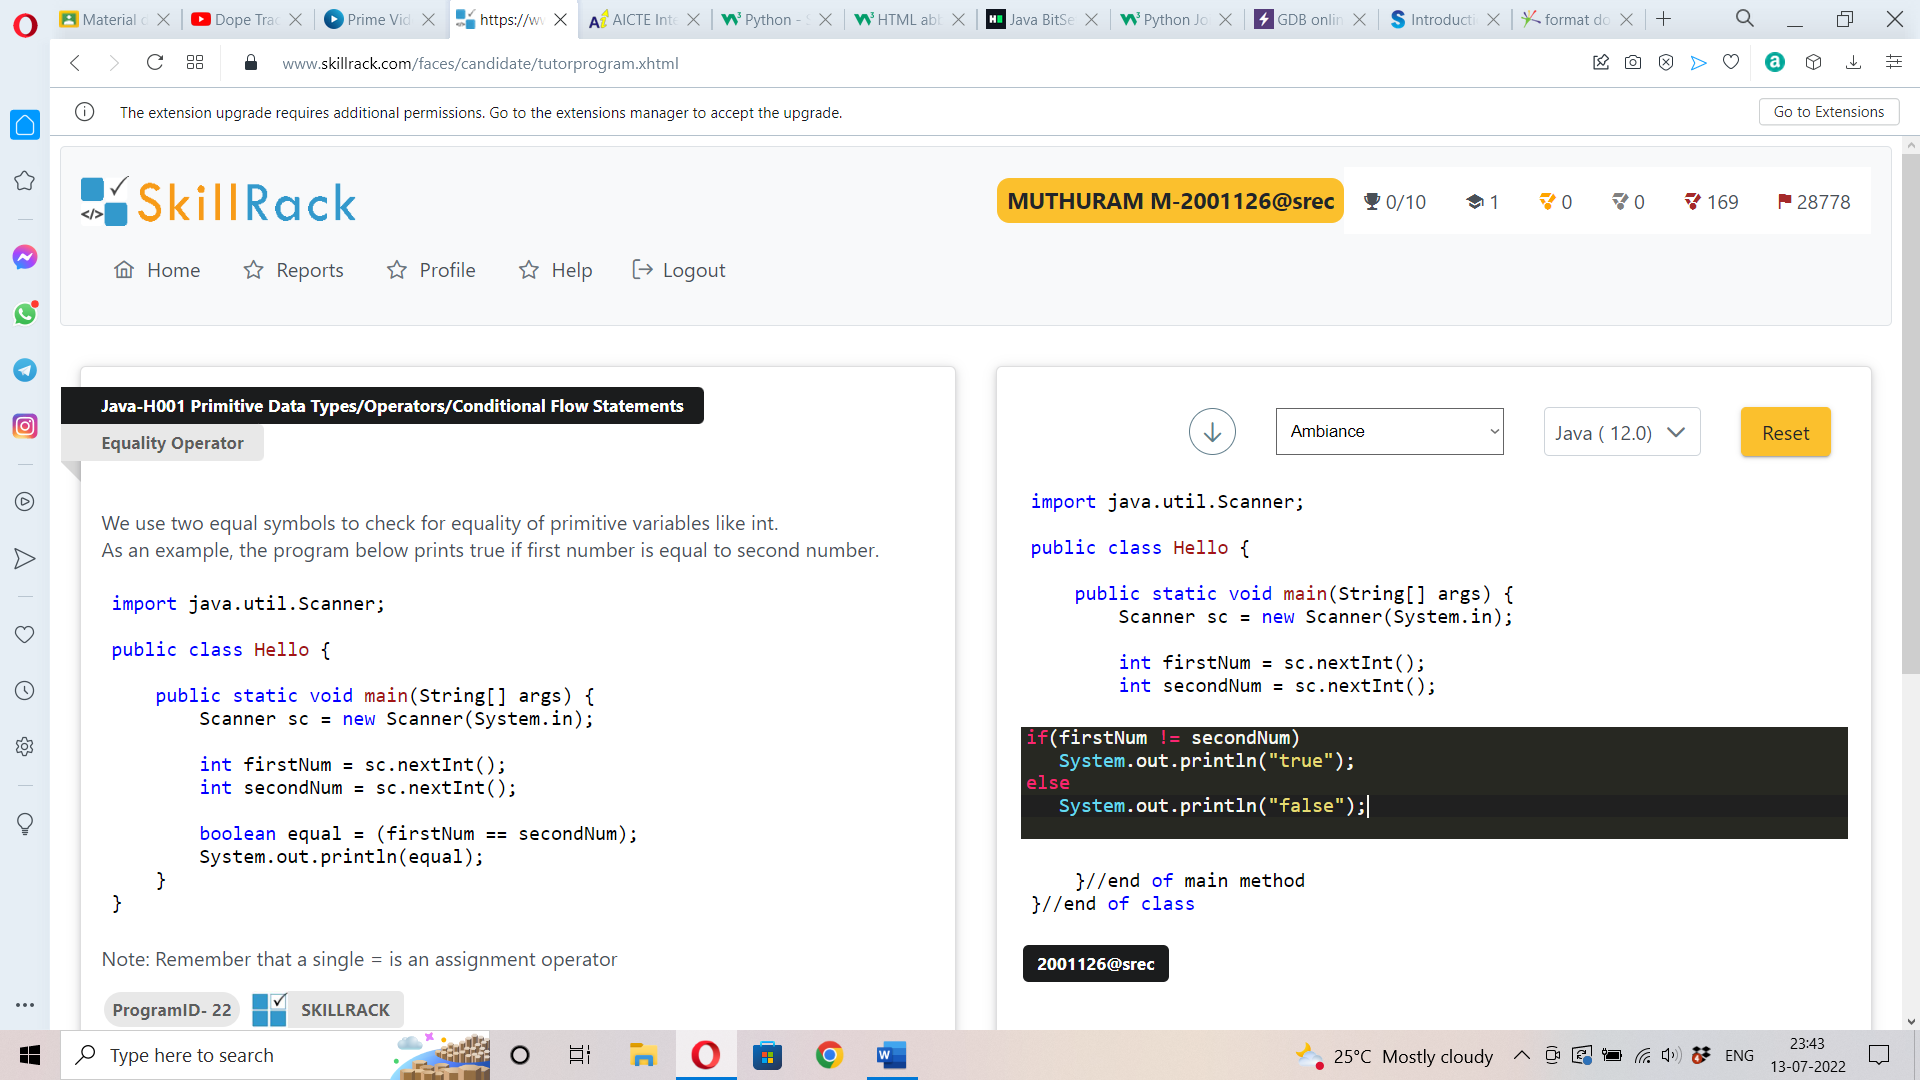 Material
Dope Trac
Prime Vid
https://ww
AICTE Inte
Python - S
HTML abb
Java BitSe
Python Jo
GDB onlin
Introducti
format do
www.skillrack.com/faces/candidate/tutorprogram.xhtml
The extension upgrade requires additional permissions. Go to the extensions manager to accept the upgrade.
Go to Extensions
SkillRack
MUTHURAM M-2001126@srec
0/10
1
0
0
169
28778
Home
Reports
Profile
Help
Logout
Java-H001 Primitive Data Types/Operators/Conditional Flow Statements
Equality Operator
We use two equal symbols to check for equality of primitive variables like int.
As an example, the program below prints true if first number is equal to second number.
import java.util.Scanner;
public class Hello {
public static void main(String[] args) {
Scanner sc = new Scanner(System.in);
int firstNum = sc.nextInt();
int secondNum = sc.nextInt();
boolean equal = (firstNum == secondNum);
System.out.println(equal);
}
}
Note: Remember that a single = is an assignment operator
ProgramID- 22
SKILLRACK
Ambiance
Java ( 12.0)
Reset
import java.util.Scanner;
public class Hello {
public static void main(String[] args) {
Scanner sc = new Scanner(System.in);
int firstNum = sc.nextInt();
int secondNum = sc.nextInt();
if(firstNum != secondNum)
System.out.println("true");
else
System.out.println("false");
}//end of main method
}//end of class
2001126@srec
Type here to search
25°C Mostly cloudy
ENG
23:43
13-07-2022